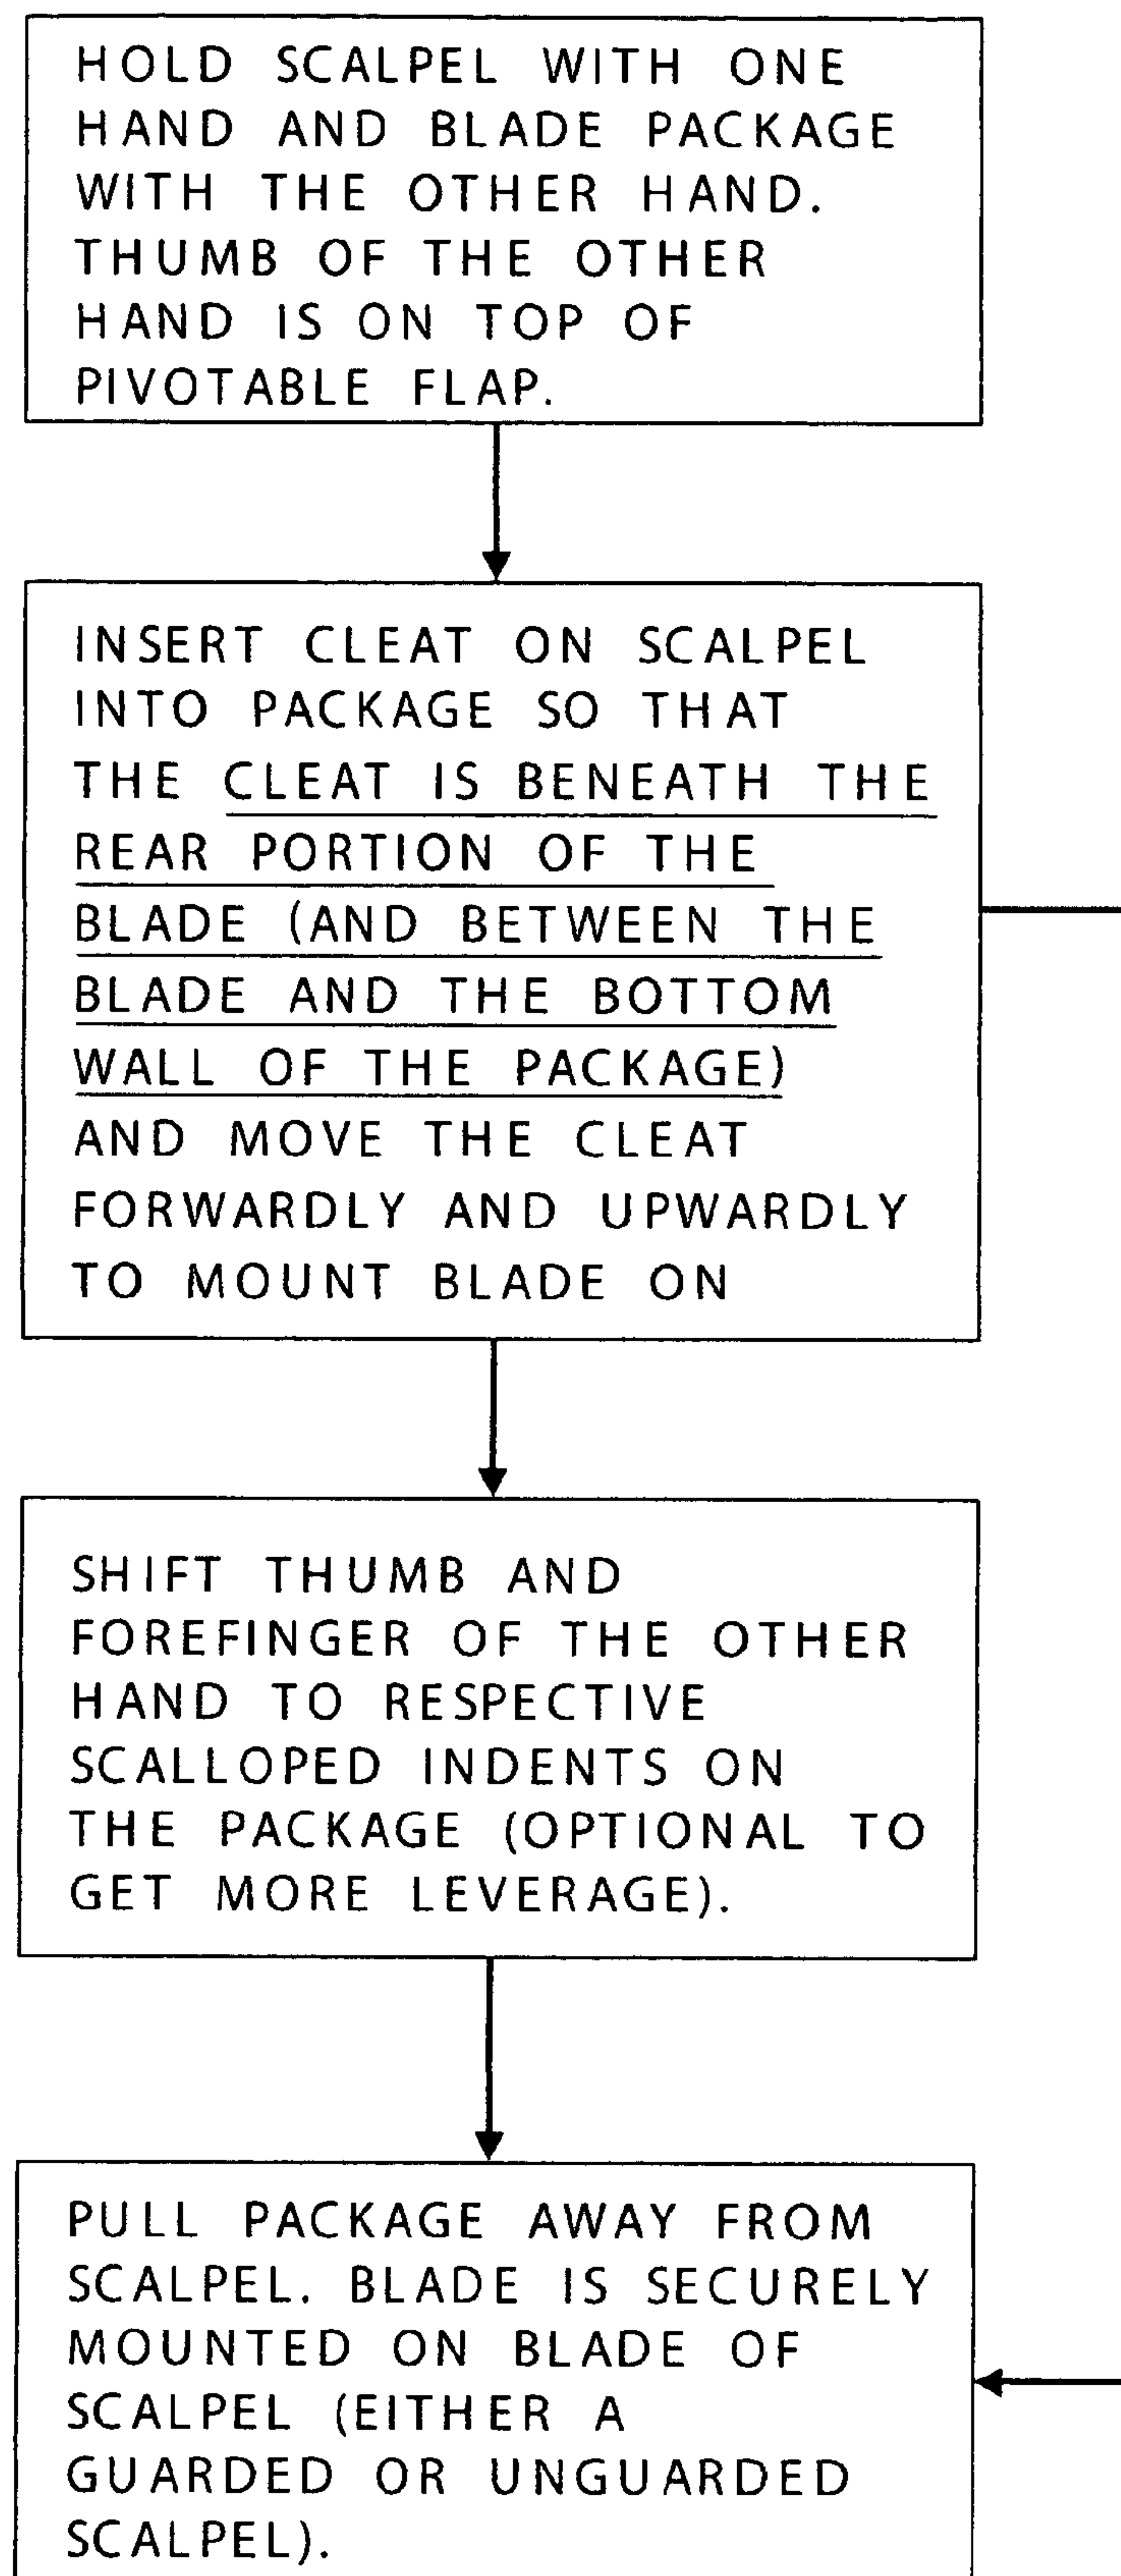 HOLD SCALPEL WITH ONE
HAND AND BLADE PACKAGE
WITH THE OTHER HAND.
THUMB OF THE OTHER
HAND IS ON TOP OF
PIVOTABLE FLAP.
INSERT CLEAT ON SCALPEL
INTO PACKAGE SO THAT
THE CLEAT IS BENEATH THE
REAR PORTION OF THE
BLADE (AND BETWEEN THE
BLADE AND THE BOTTOM
WALL OF THE PACKAGE)
AND MOVE THE CLEAT
FORWARDLY AND UPWARDLY
TO MOUNT BLADE ON
SHIFT THUMB AND
FOREFINGER OF THE OTHER
HAND TO RESPECTIVE
SCALLOPED INDENTS ON
THE PACKAGE (OPTIONAL TO
GET MORE LEVERAGE).
PULL PACKAGE AWAY FROM
SCALPEL. BLADE IS SECURELY
MOUNTED ON BLADE OF
SCALPEL (EITHER A
GUARDED OR UNGUARDED
SCALPEL).